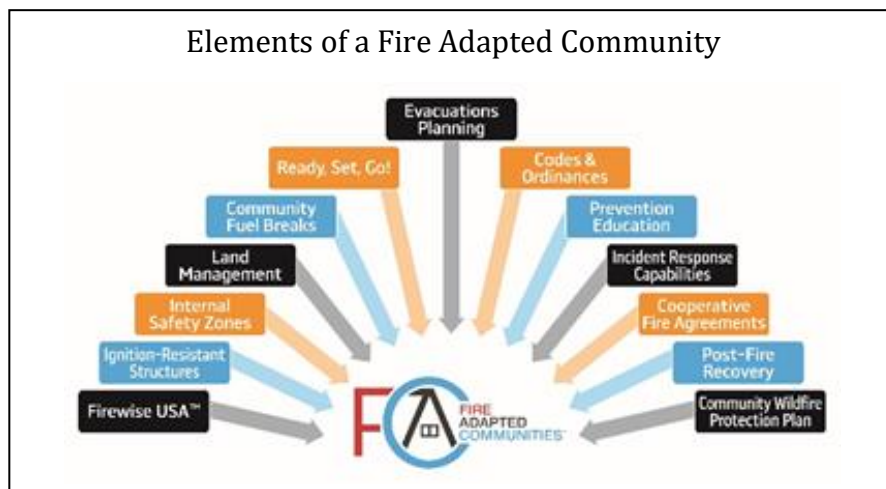 Elements of a Fire Adapted Community
Evacuations
Planning
Ready, Set, Go!
Codes &
Ordinances
Community
Fuel Breaks
Prevention
Education
Land
Management
Incident Response
Capabilities
Internal
Safety Zones
Cooperative
Fire Agreements
Ignition-Resistant
Structures
Post-Fire
Recovery
Firewise USA™
Community Wildfire
Protection Plan
FAC
FIRE
ADAPTED
COMMUNITIES™